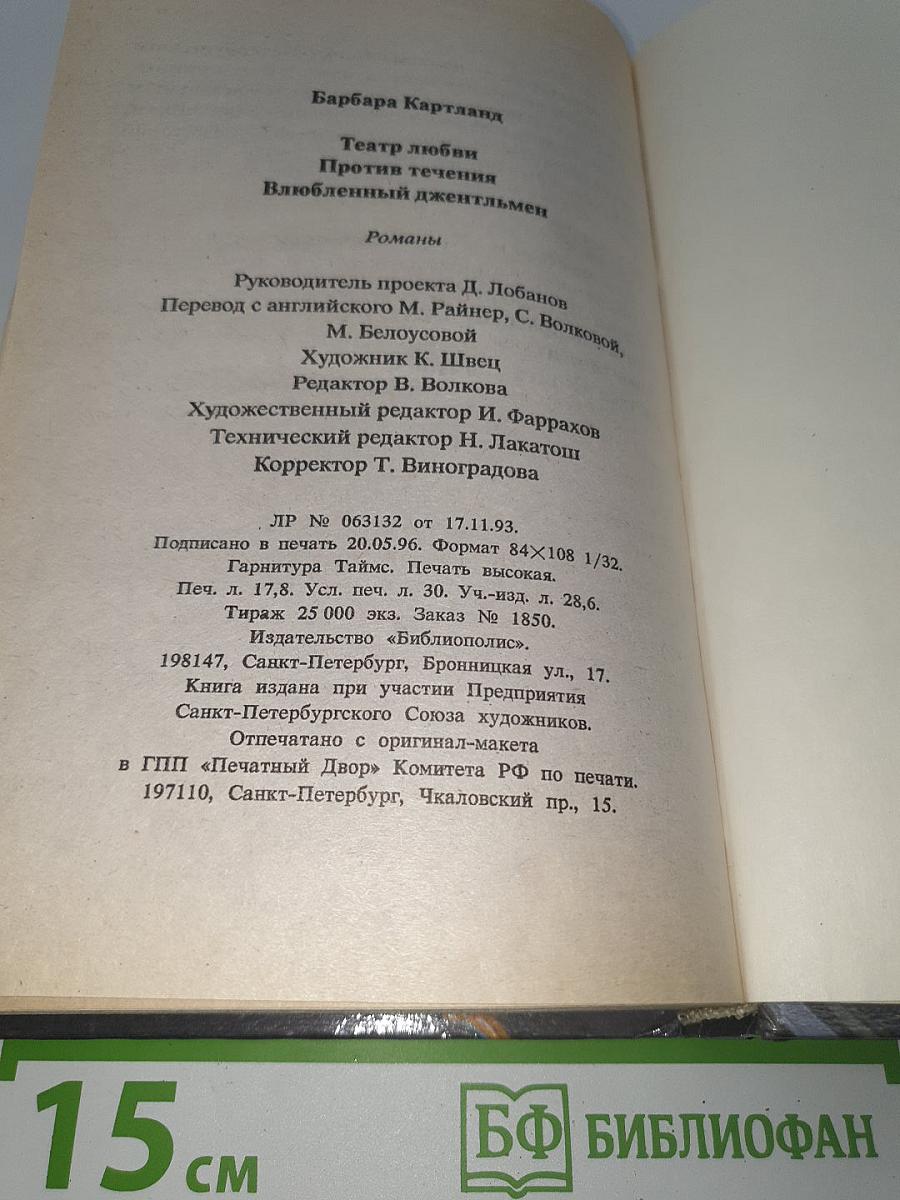 Барбара Картланд
Театр любви
Против течения
Влюбленный джентльмен
Романы
Руководитель проекта Д. Лобанов
Перевод с английского М. Райнер, С. Волковой,
М. Белоусовой
Художник К. Швец
Редактор В. Волкова
Художественный редактор И. Фаррахов
Технический редактор Н. Лакатош
Корректор Т. Виноградова
ЛР № 063132 от 17.11.93.
Подписано в печать 20.05.96. Формат 84×108 1/32.
Гарнитура Таймс. Печать высокая.
Печ. л. 17,8. Усл. печ. л. 30. Уч.-изд. л. 28,6.
Тираж 25 000 экз. Заказ № 1850.
Издательство «Библиополис».
198147, Санкт-Петербург, Бронницкая ул., 17.
Книга издана при участии Предприятия
Санкт-Петербургского Союза художников.
Отпечатано с оригинал-макета
в ГПП «Печатный Двор» Комитета РФ по печати.
197110, Санкт-Петербург, Чкаловский пр., 15.
15 см
БФ БИБЛИОФАН